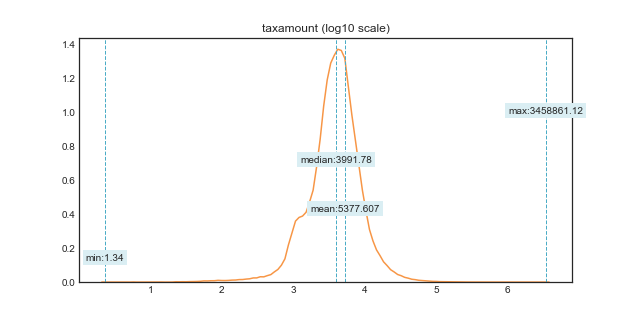 taxamount (log10 scale)
1.4
1.2
1.0
max:3458861.12
0.8
median:3991.78
0.6
0.4
mean:5377.607
0.2
min:1.34
0.0
1 2 3 4 5 6